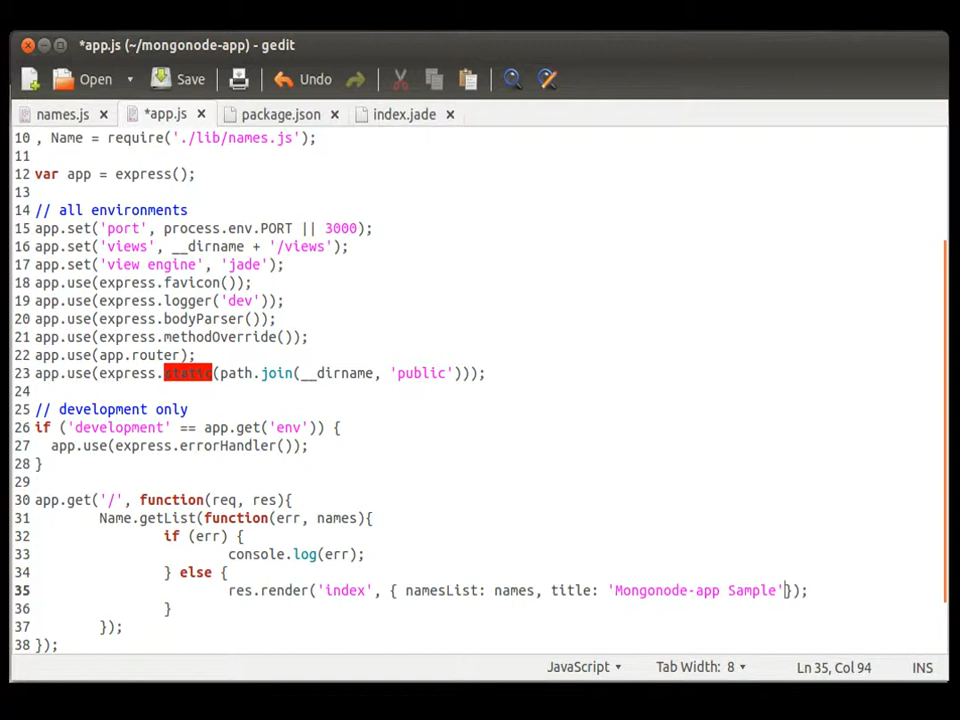 *app.js (~/mongonode-app) - gedit
Open Save Undo
names.js *app.js package.json index.jade
10 , Name = require('./lib/names.js');
11
12 var app = express();
13
14 // all environments
15 app.set('port', process.env.PORT || 3000);
16 app.set('views', __dirname + '/views');
17 app.set('view engine', 'jade');
18 app.use(express.favicon());
19 app.use(express.logger('dev'));
20 app.use(express.bodyParser());
21 app.use(express.methodOverride());
22 app.use(app.router);
23 app.use(express.static(path.join(__dirname, 'public')));
24
25 // development only
26 if ('development' == app.get('env')) {
27 app.use(express.errorHandler());
28 }
29
30 app.get('/', function(req, res){
31 Name.getList(function(err, names){
32 if (err) {
33 console.log(err);
34 } else {
35 res.render('index', { namesList: names, title: 'Mongonode-app Sample'});
36 }
37 });
38 });
JavaScript Tab Width: 8 Ln 35, Col 94 INS